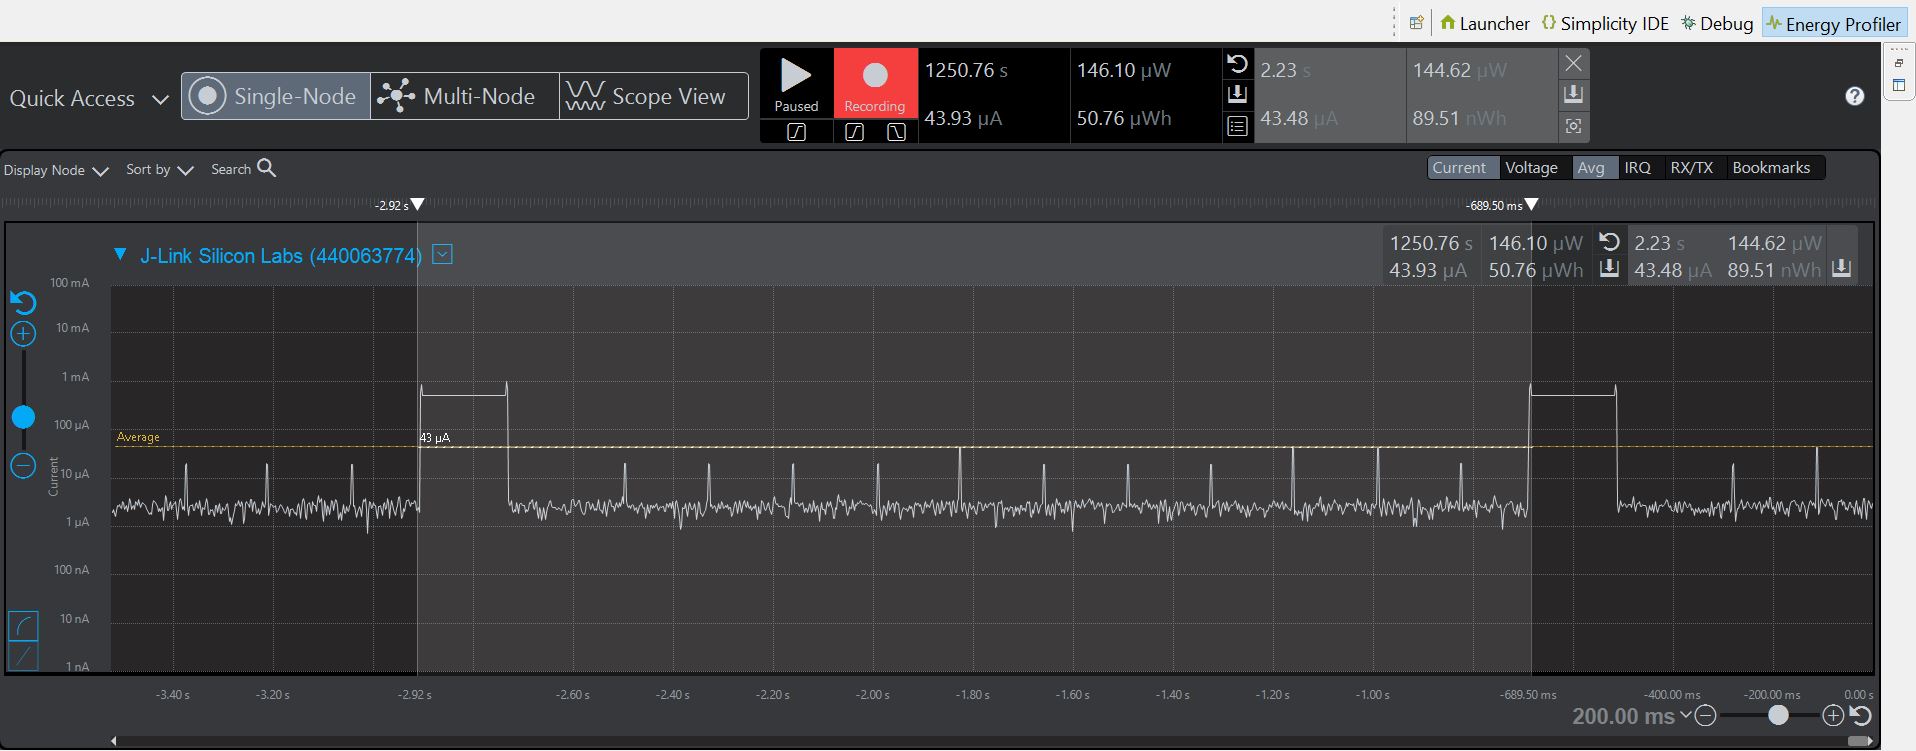 Launcher Simplicity IDE Debug Energy Profiler
Quick Access Single-Node Multi-Node Scope View
Paused Recording
1250.76 s 146.10 µW 2.23 s 144.62 µW
43.93 µA 50.76 µWh 43.48 µA 89.51 nWh
?
Display Node Sort by Search Current Voltage Avg IRQ RX/TX Bookmarks
-2.92 s -689.50 ms
J-Link Silicon Labs (440063774)
1250.76 s 146.10 µW 2.23 s 144.62 µW
43.93 µA 50.76 µWh 43.48 µA 89.51 nWh
100 mA
10 mA
1 mA
100 µA
Average 43 µA
10 µA
Current
1 µA
100 nA
10 nA
1 nA
-3.40 s -3.20 s -2.92 s -2.60 s -2.40 s -2.20 s -2.00 s -1.80 s -1.60 s -1.40 s -1.20 s -1.00 s -689.50 ms -400.00 ms -200.00 ms 0.00 s
200.00 ms